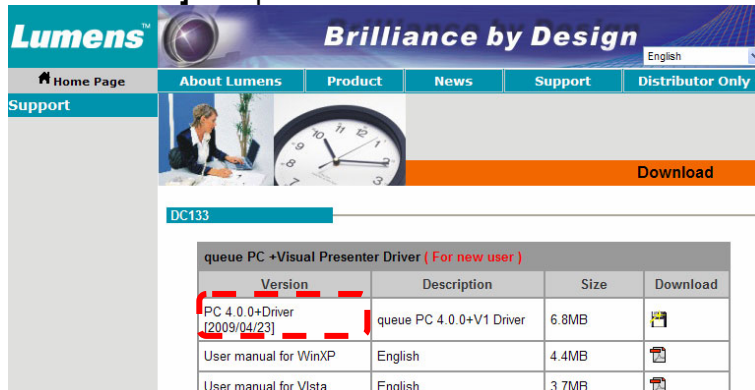 Lumens™
Brilliance by Design
English
Home Page
About Lumens
Product
News
Support
Distributor Only
Support
Download
DC133
queue PC +Visual Presenter Driver ( For new user )
Version
Description
Size
Download
PC 4.0.0+Driver
[2009/04/23]
queue PC 4.0.0+V1 Driver
6.8MB
User manual for WinXP
English
4.4MB
User manual for VIsta
English
3.7MB